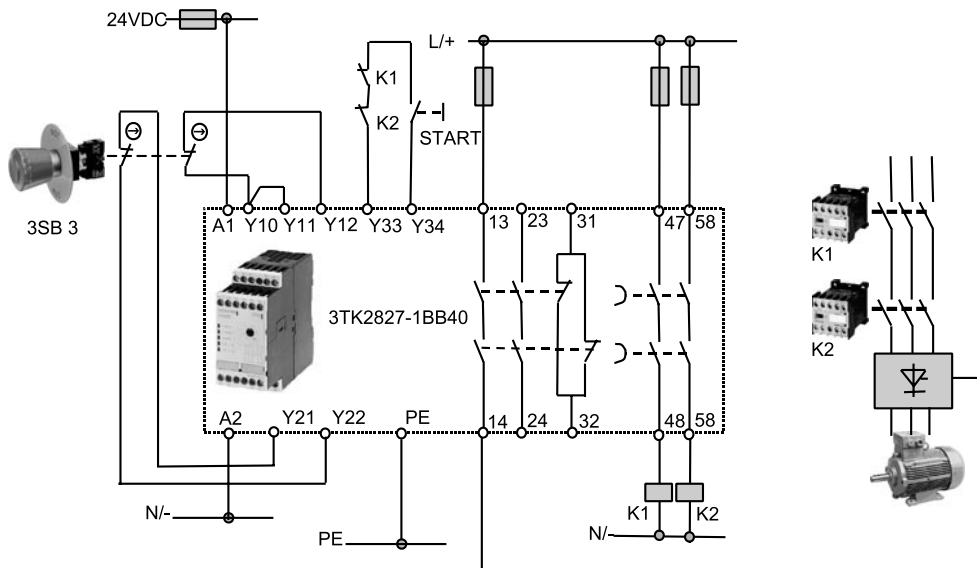 24VDC
L/+
K1
K2
START
3SB 3
A1 Y10 Y11 Y12 Y33 Y34 13 23 31 47 58
3TK2827-1BB40
A2 Y21 Y22 PE 14 24 32 48 58
K1 K2
N/-
PE
N/-
K1
K2